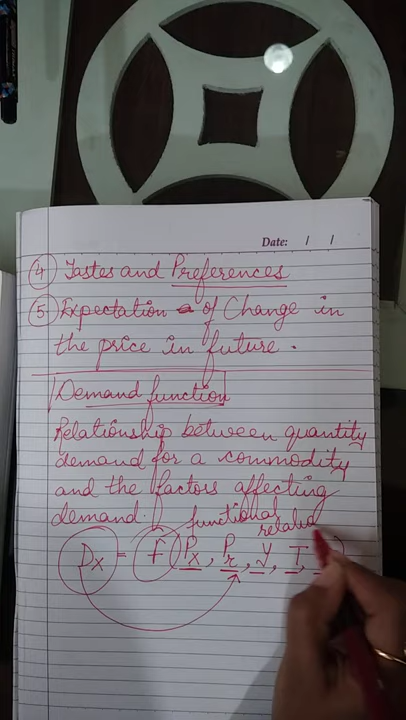 Date: / /
④ Tastes and Preferences
⑤ Expectation of Change in
the price in future.
Demand function
Relationship between quantity
demand for a commodity
and the factors affecting
demand.
functional
Dx = f (Px, Pr, Y, T,